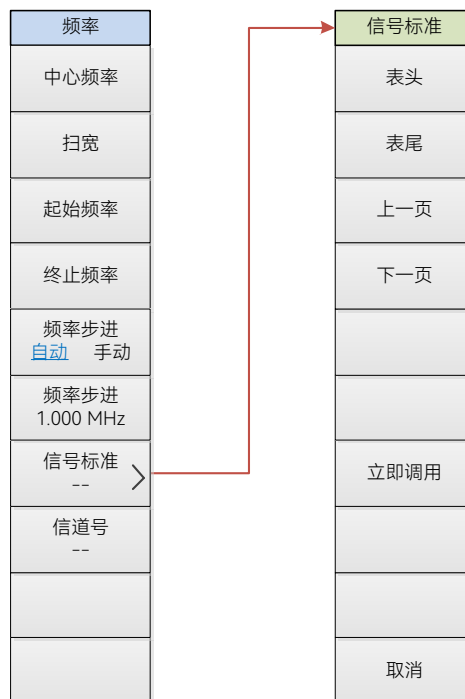 频率
中心频率
扫宽
起始频率
终止频率
频率步进
自动 手动
频率步进
1.000 MHz
信号标准
--
信道号
--
信号标准
表头
表尾
上一页
下一页
立即调用
取消